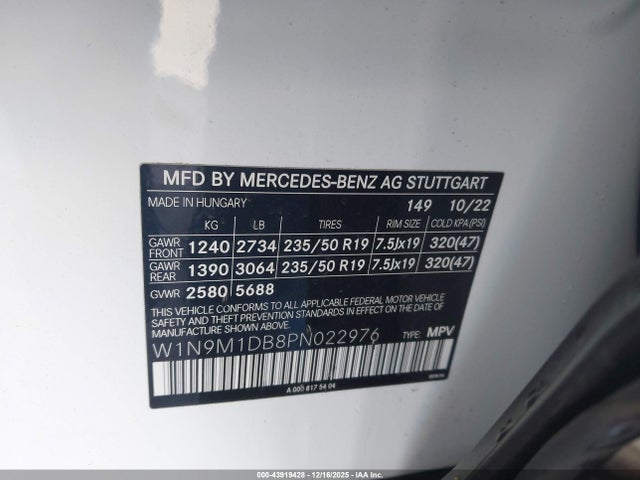 MFD BY MERCEDES-BENZ AG STUTTGART
MADE IN HUNGARY 149 10/22
KG LB TIRES RIM SIZE COLD KPA(PSI)
GAWR FRONT 1240 2734 235/50 R19 7.5Jx19 320(47)
GAWR REAR 1390 3064 235/50 R19 7.5Jx19 320(47)
GVWR 2580 5688
THIS VEHICLE CONFORMS TO ALL APPLICABLE FEDERAL MOTOR VEHICLE
SAFETY AND THEFT PREVENTION STANDARDS IN EFFECT ON THE DATE OF
MANUFACTURE SHOWN ABOVE.
W1N9M1DB8PN022976 TYPE: MPV
A 000 817 54 04
000-43919428 - 12/16/2025 - IAA Inc.